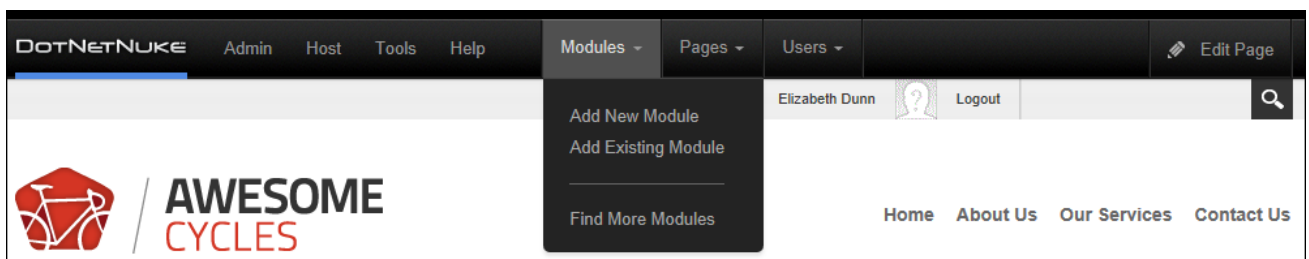 DotNetNuke Admin Host Tools Help Modules Pages Users Edit Page
Elizabeth Dunn Logout
Add New Module
Add Existing Module
Find More Modules
AWESOME
CYCLES
Home About Us Our Services Contact Us